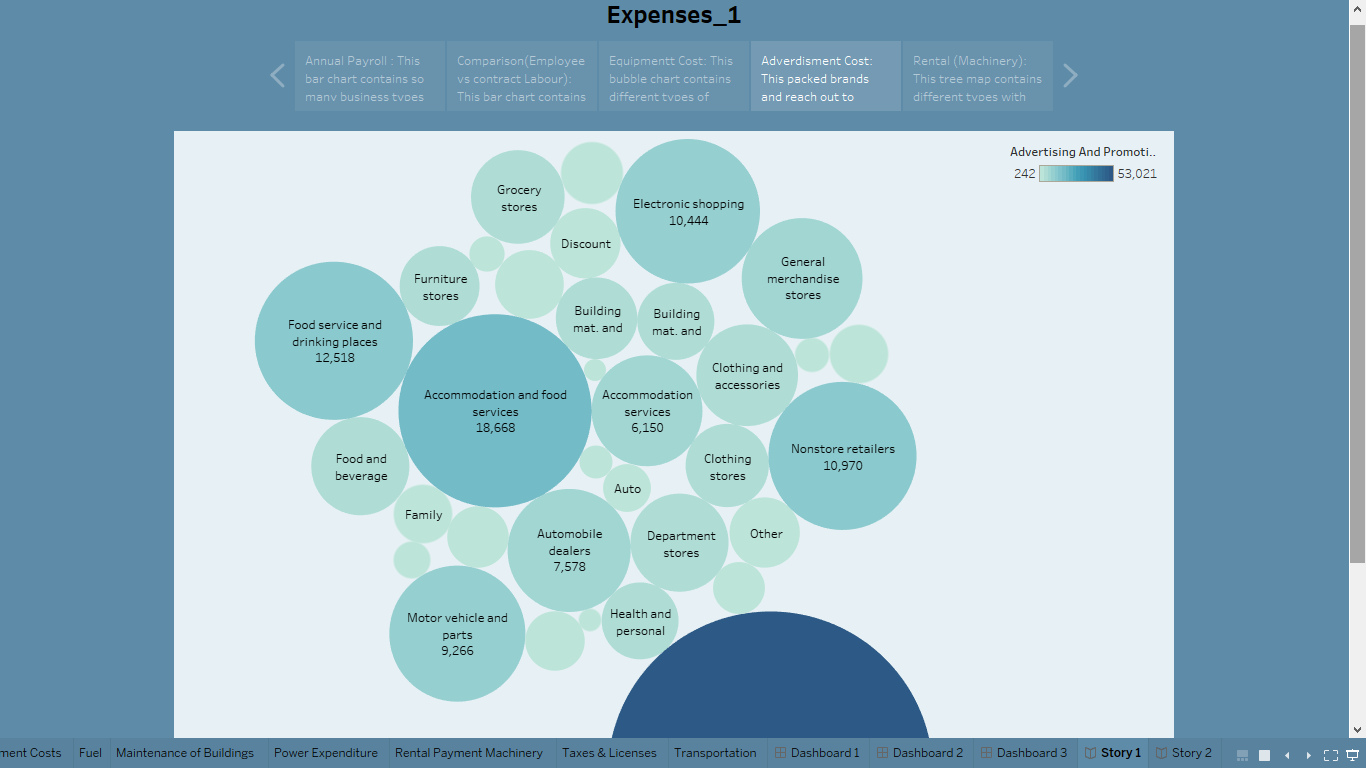 Expenses_1
Annual Payroll : This
bar chart contains so
many business types
Comparison(Employee
vs contract Labour):
This bar chart contains
Equipmentt Cost: This
bubble chart contains
different types of
Adverdisment Cost:
This packed brands
and reach out to
Rental (Machinery):
This tree map contains
different types with
Advertising And Promoti..
242
53,021
Grocery
stores
Electronic shopping
10,444
Discount
General
merchandise
stores
Furniture
stores
Building
mat. and
Building
mat. and
Food service and
drinking places
12,518
Clothing and
accessories
Accommodation and food
services
18,668
Accommodation
services
6,150
Nonstore retailers
10,970
Food and
beverage
Clothing
stores
Auto
Family
Automobile
dealers
7,578
Department
stores
Other
Motor vehicle and
parts
9,266
Health and
personal
ment Costs
Fuel
Maintenance of Buildings
Power Expenditure
Rental Payment Machinery
Taxes & Licenses
Transportation
Dashboard 1
Dashboard 2
Dashboard 3
Story 1
Story 2